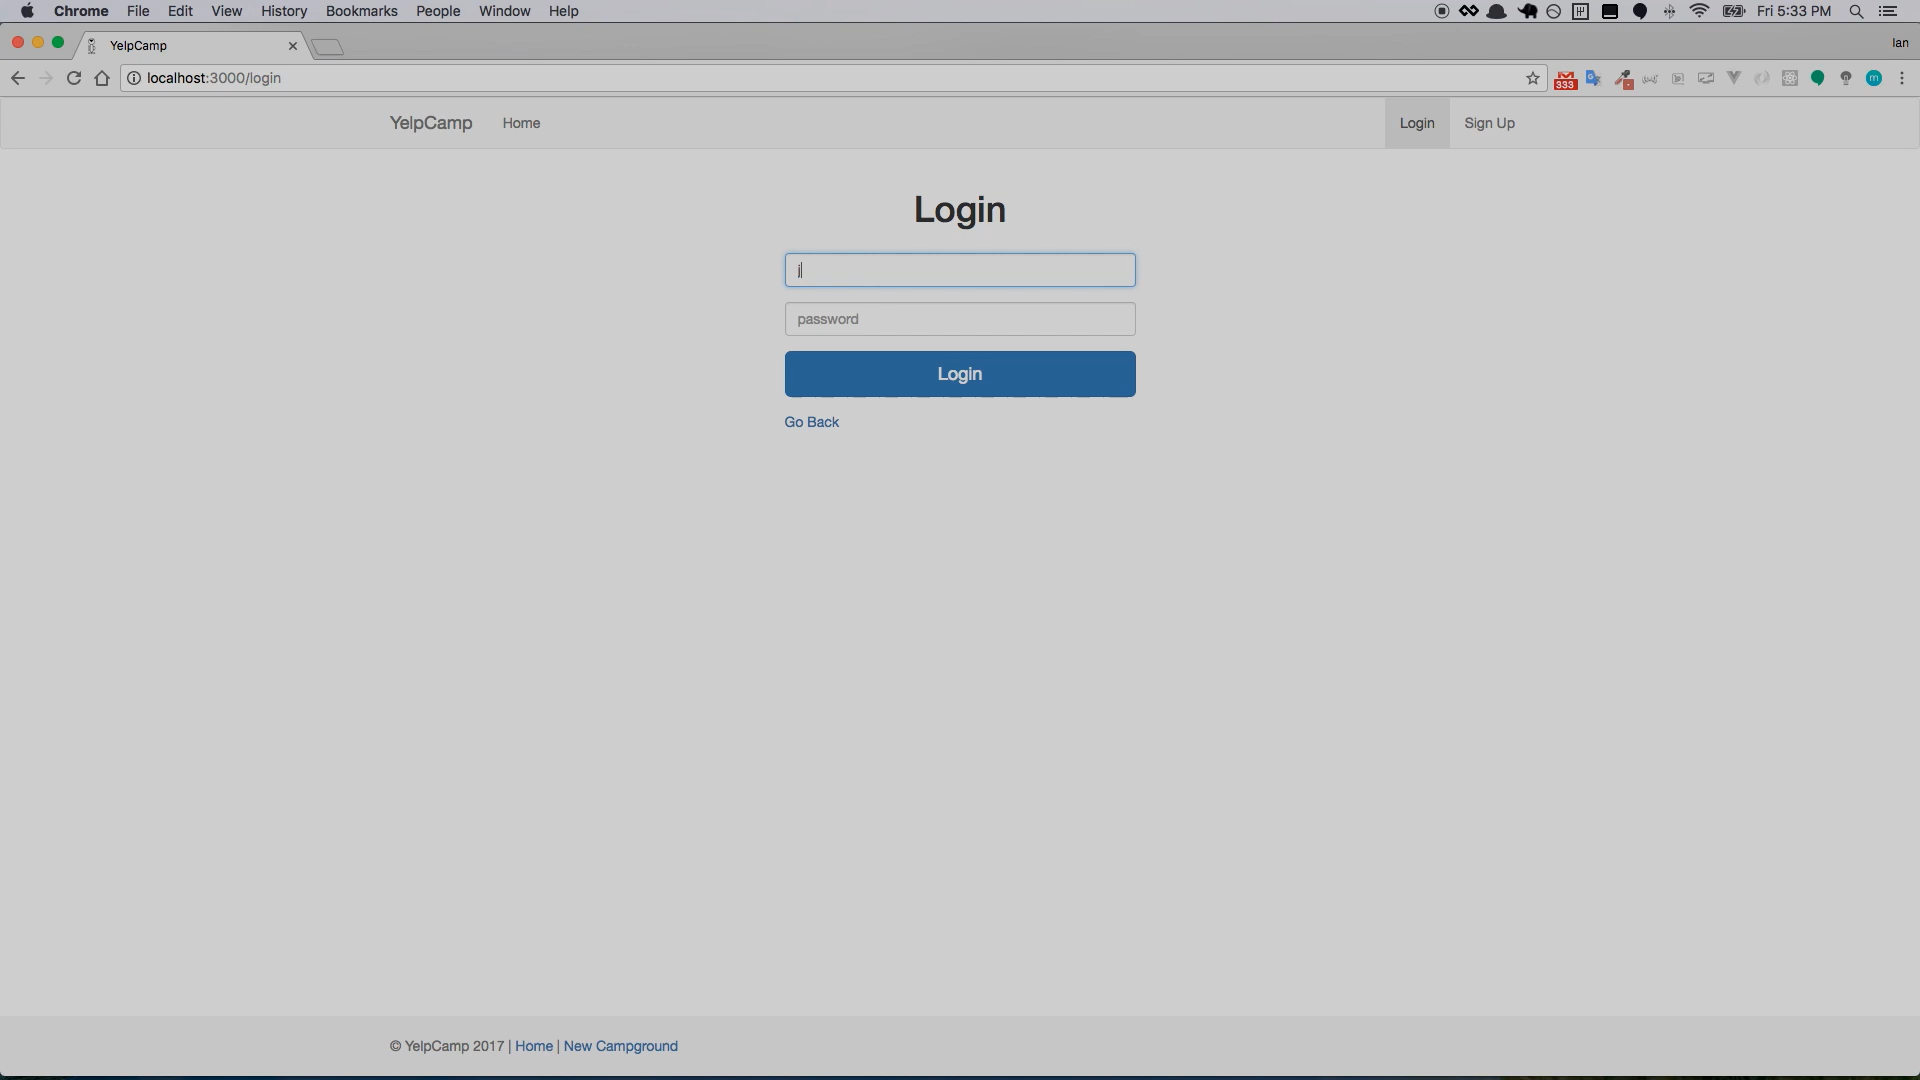 Chrome File Edit View History Bookmarks People Window Help Fri 5:33 PM
YelpCamp Ian
localhost:3000/login 333 m
YelpCamp Home Login Sign Up
Login
j
password
Login
Go Back
© YelpCamp 2017 | Home | New Campground